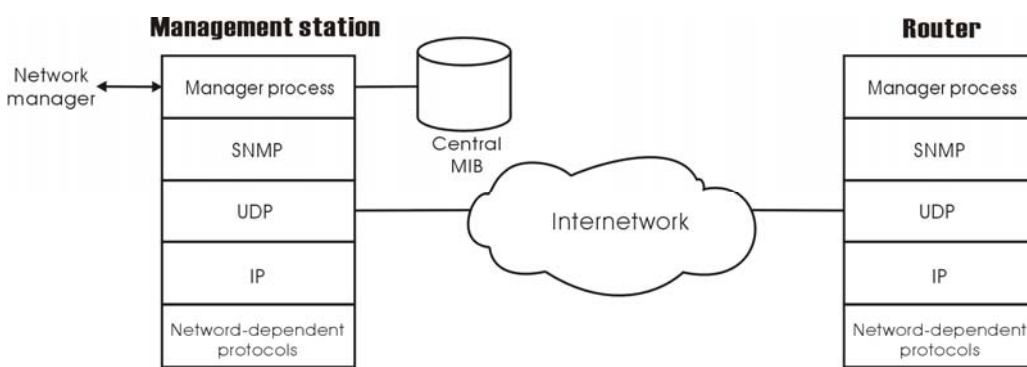 Management station
Router
Network
manager
Manager process
Central
MIB
Manager process
SNMP
SNMP
UDP
Internetwork
UDP
IP
IP
Netword-dependent
protocols
Netword-dependent
protocols